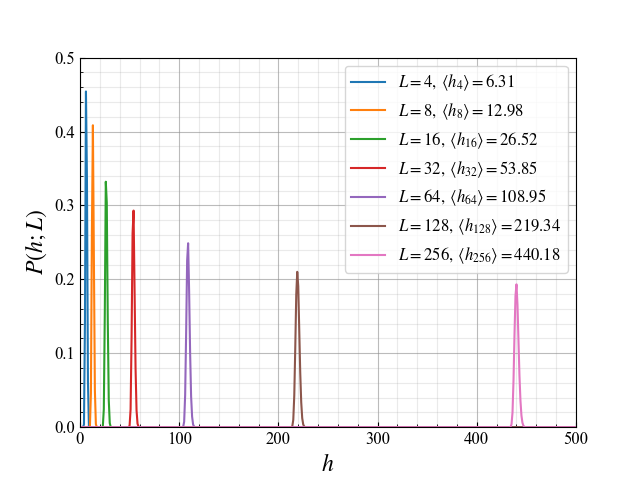 0.5
0.4
0.3
0.2
0.1
0.0
P(h; L)
L = 4, ⟨h₄⟩ = 6.31
L = 8, ⟨h₈⟩ = 12.98
L = 16, ⟨h₁₆⟩ = 26.52
L = 32, ⟨h₃₂⟩ = 53.85
L = 64, ⟨h₆₄⟩ = 108.95
L = 128, ⟨h₁₂₈⟩ = 219.34
L = 256, ⟨h₂₅₆⟩ = 440.18
0 100 200 300 400 500
h